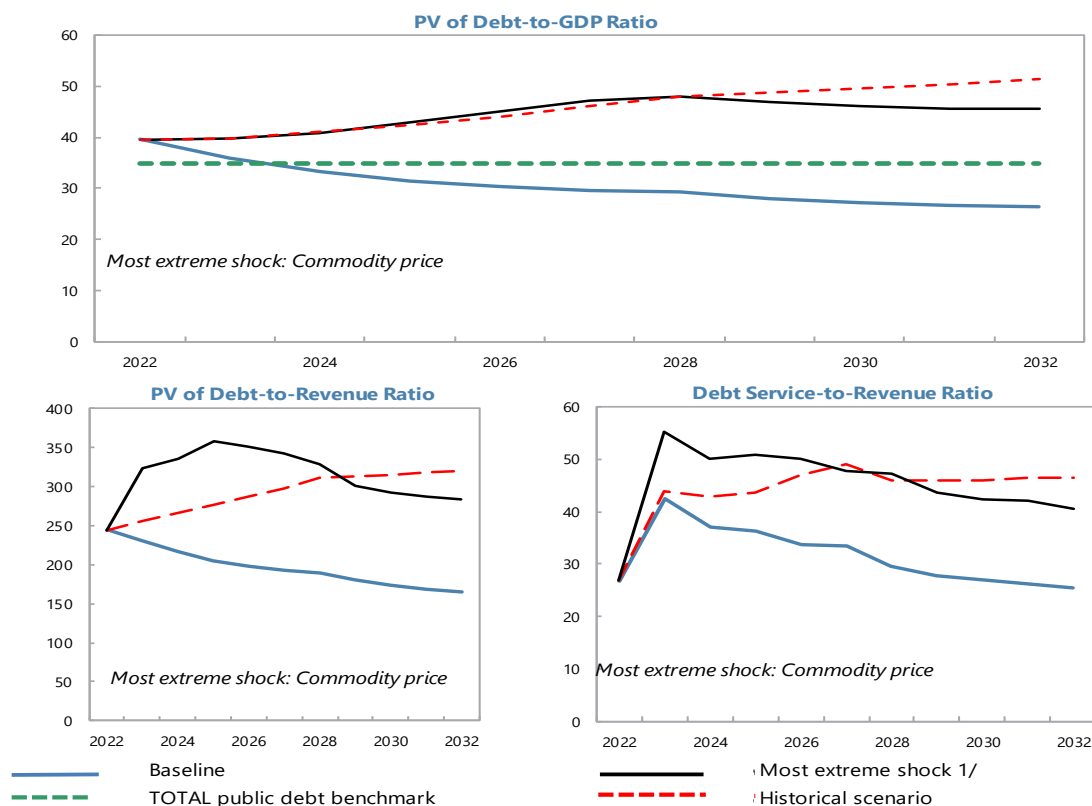 PV of Debt-to-GDP Ratio
60
50
40
30
20
10
0
Most extreme shock: Commodity price
2022 2024 2026 2028 2030 2032
PV of Debt-to-Revenue Ratio
400
350
300
250
200
150
100
50
0
Most extreme shock: Commodity price
2022 2024 2026 2028 2030 2032
Debt Service-to-Revenue Ratio
60
50
40
30
20
10
0
Most extreme shock: Commodity price
2022 2024 2026 2028 2030 2032
Baseline
Most extreme shock 1/
TOTAL public debt benchmark
Historical scenario